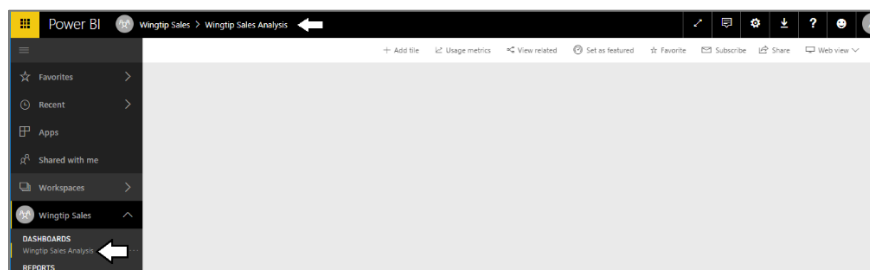 Power BI Wingtip Sales > Wingtip Sales Analysis ?
+ Add tile Usage metrics View related Set as featured Favorite Subscribe Share Web view
Favorites
Recent
Apps
Shared with me
Workspaces
Wingtip Sales
DASHBOARDS
Wingtip Sales Analysis ...
REPORTS